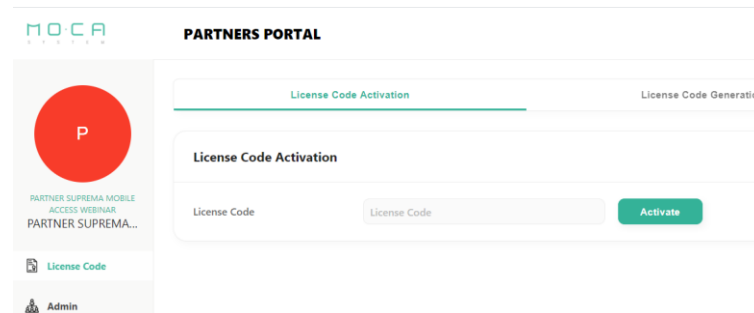 MOCA
SYSTEM
PARTNERS PORTAL
License Code Activation
License Code Generatio
P
License Code Activation
PARTNER SUPREMA MOBILE
ACCESS WEBINAR
PARTNER SUPREMA...
License Code
License Code
Activate
License Code
Admin